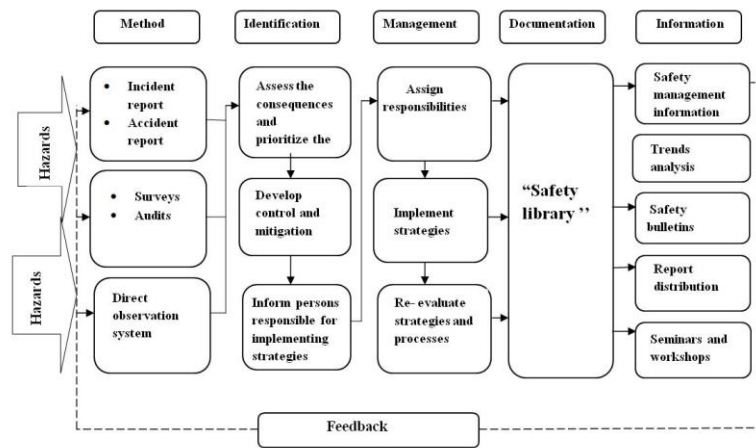 Method
Identification
Management
Documentation
Information
Hazards
Hazards
• Incident
report
• Accident
report
• Surveys
• Audits
Direct
observation
system
Assess the
consequences
and
prioritize the
Develop
control and
mitigation
Inform persons
responsible for
implementing
strategies
Assign
responsibilities
Implement
strategies
Re- evaluate
strategies and
processes
“Safety
library ”
Safety
management
information
Trends
analysis
Safety
bulletins
Report
distribution
Seminars and
workshops
Feedback